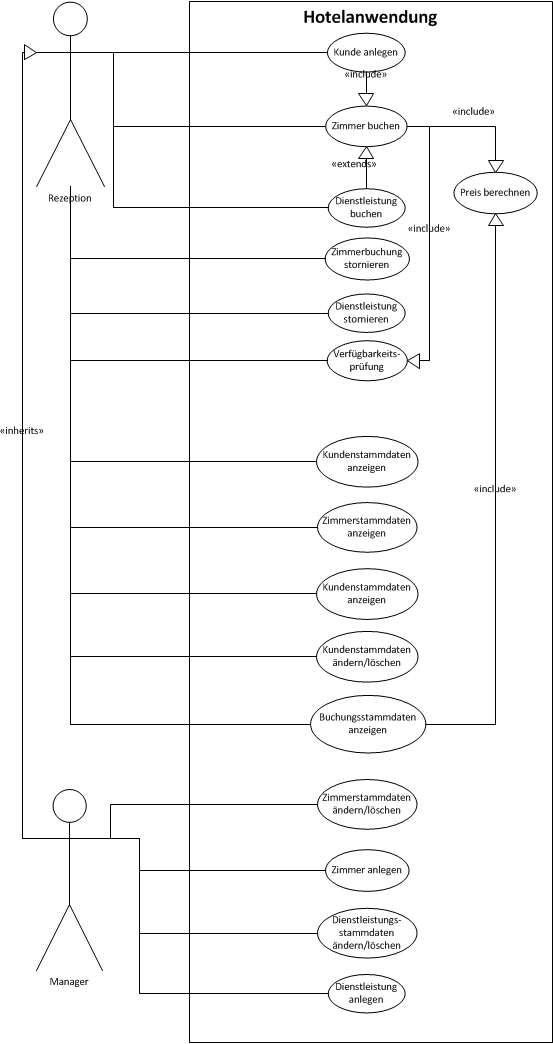 Hotelanwendung
Kunde anlegen
«include»
«include»
Zimmer buchen
«extends»
Preis berechnen
Rezeption
Dienstleistung
buchen
«include»
Zimmerbuchung
stornieren
Dienstleistung
stornieren
Verfügbarkeits-
prüfung
«inherits»
Kundenstammdaten
anzeigen
«include»
Zimmerstammdaten
anzeigen
Kundenstammdaten
anzeigen
Kundenstammdaten
ändern/löschen
Buchungsstammdaten
anzeigen
Zimmerstammdaten
ändern/löschen
Zimmer anlegen
Dienstleistungs-
stammdaten
ändern/löschen
Manager
Dienstleistung
anlegen